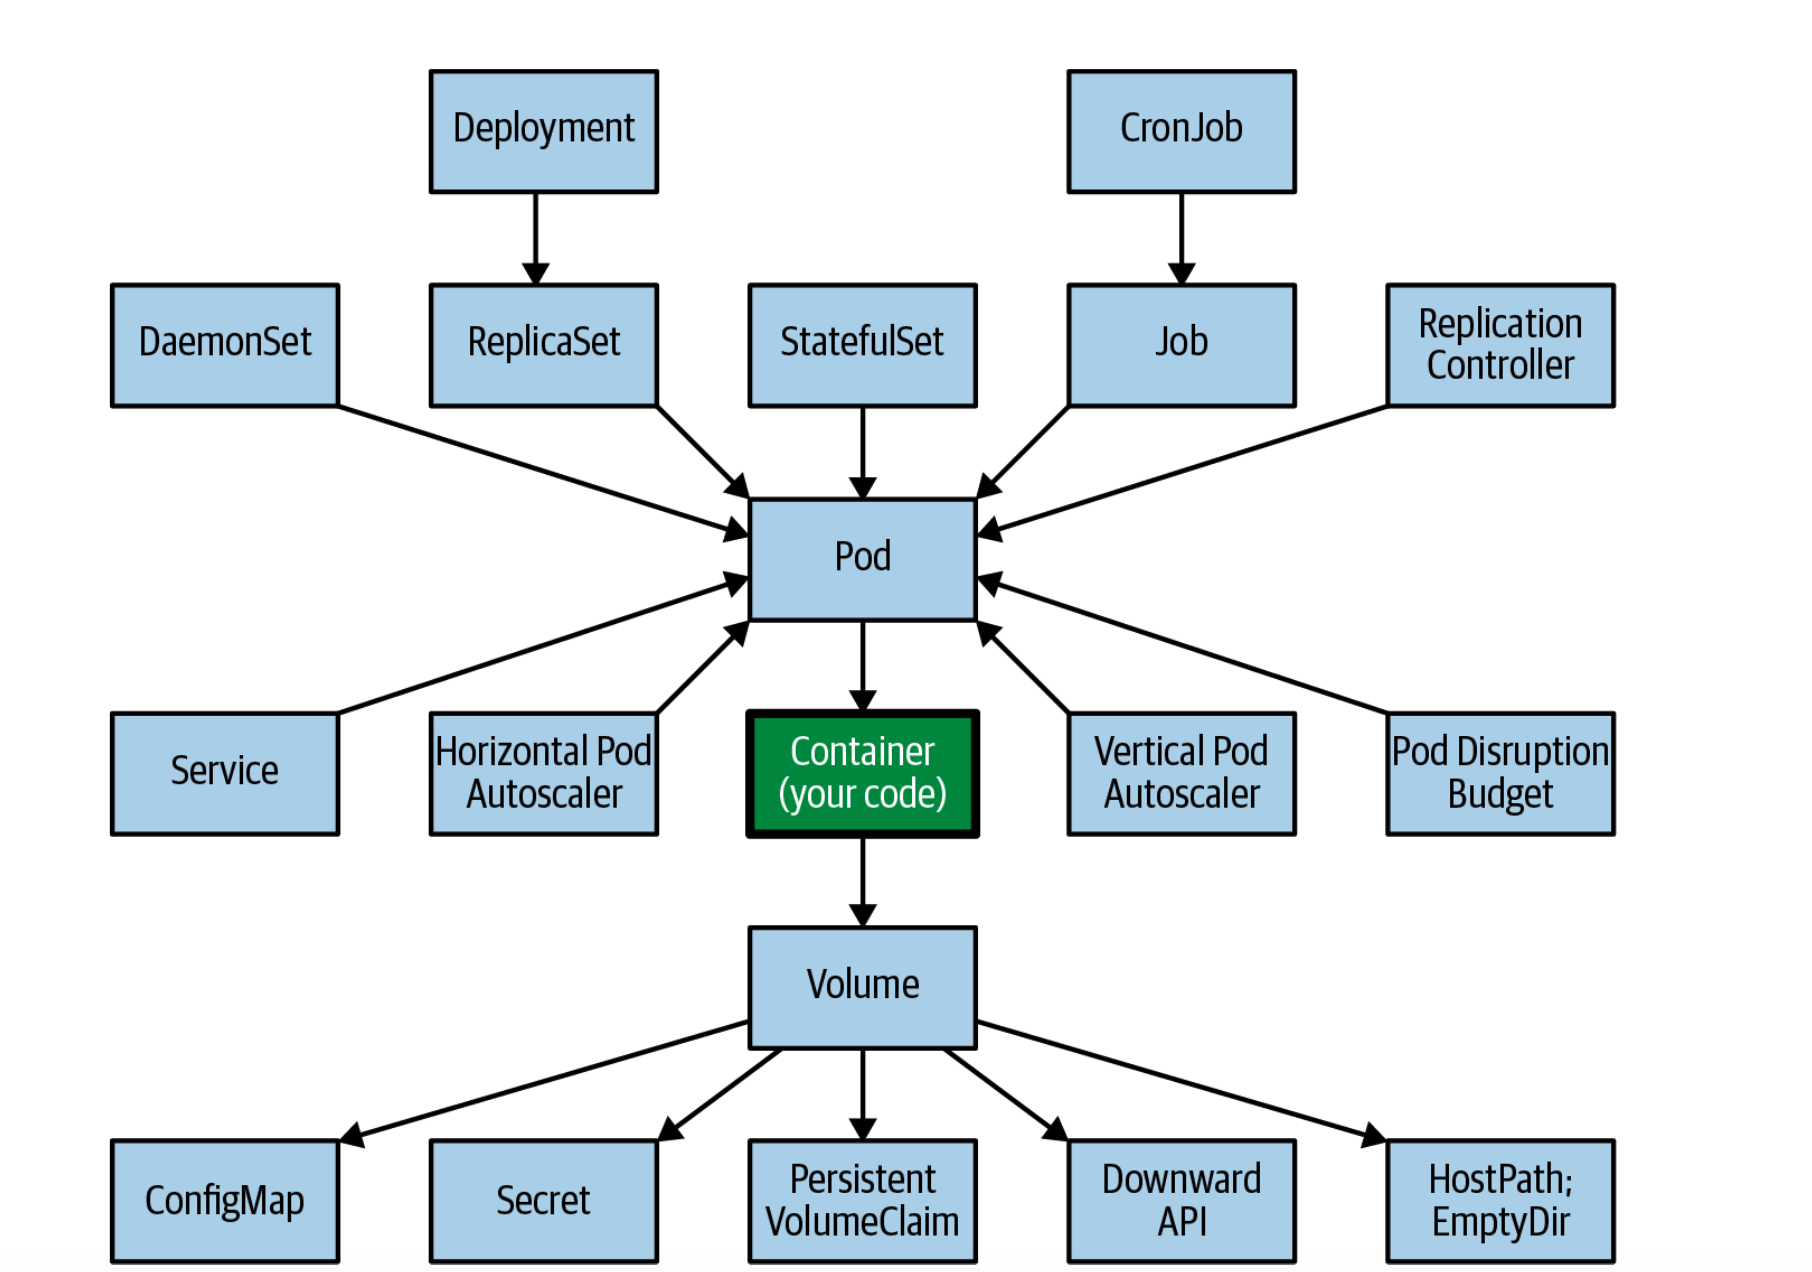 Deployment
CronJob
DaemonSet
ReplicaSet
StatefulSet
Job
Replication
Controller
Pod
Service
Horizontal Pod
Autoscaler
Container
(your code)
Vertical Pod
Autoscaler
Pod Disruption
Budget
Volume
ConfigMap
Secret
Persistent
VolumeClaim
Downward
API
HostPath;
EmptyDir